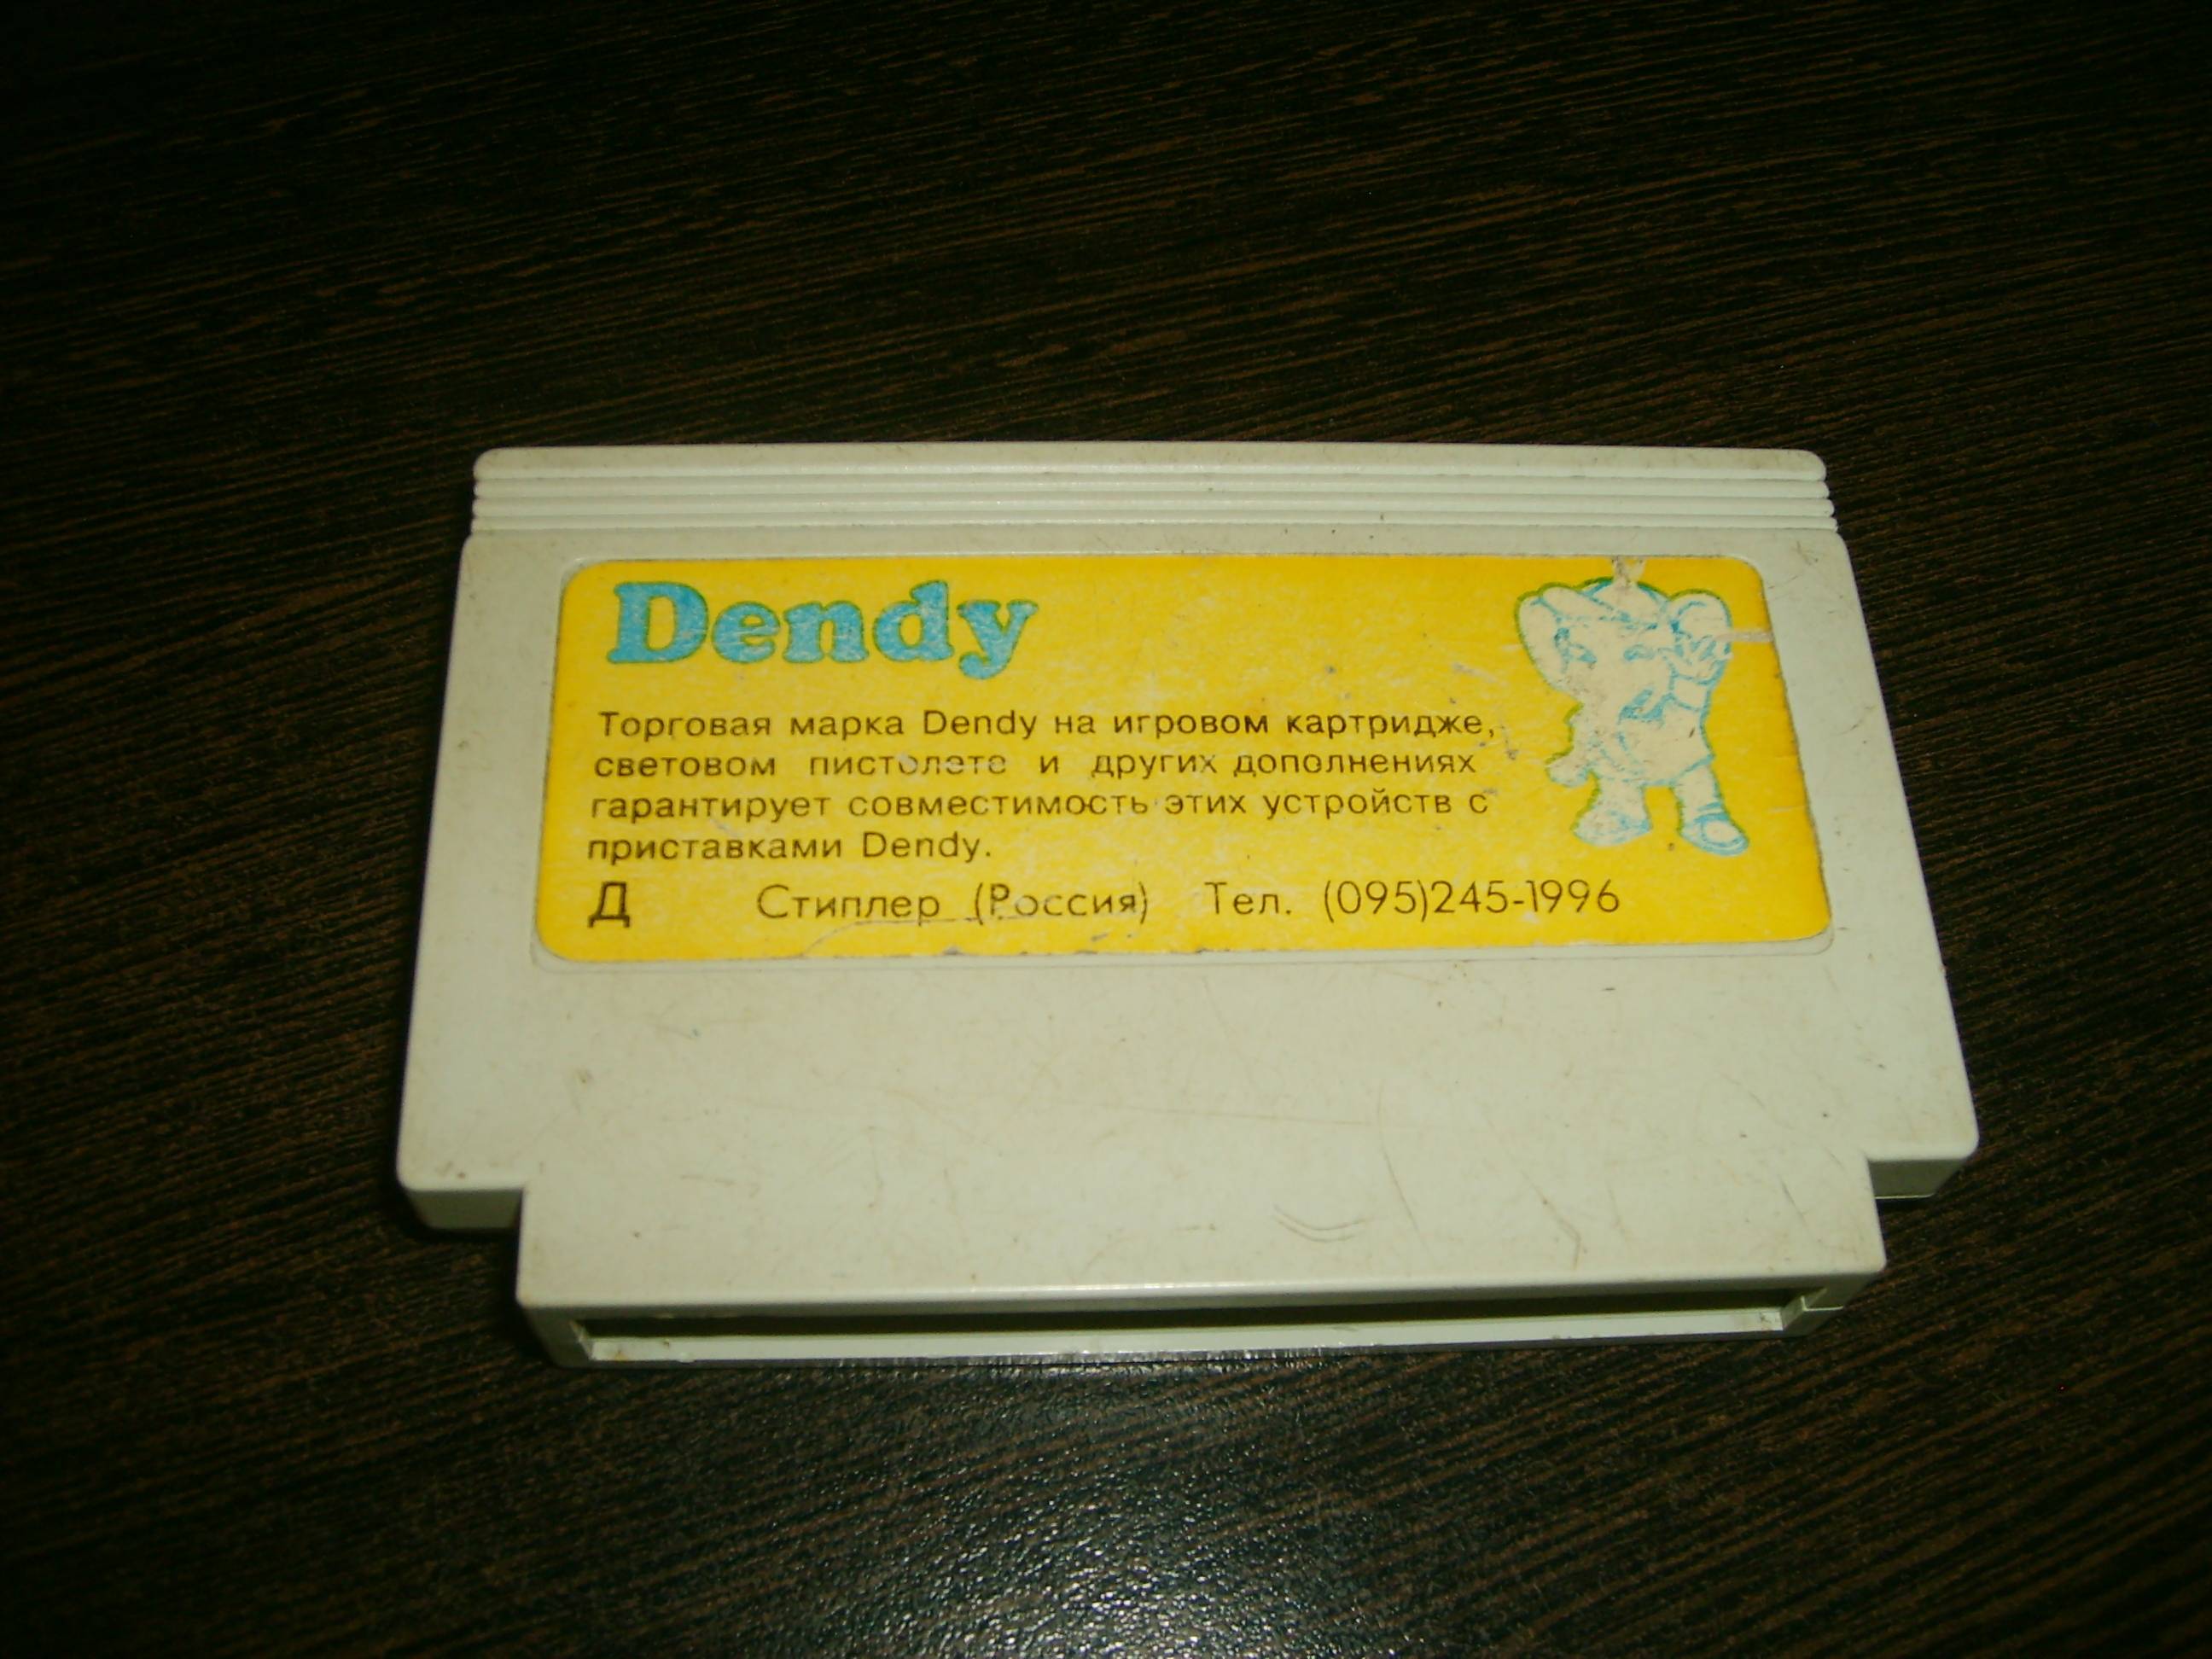 Dendy
Торговая марка Dendy на игровом картридже,
световом пистолете и других дополнениях
гарантирует совместимость этих устройств с
приставками Dendy.
Д Стиплер (Россия) Тел. (095)245-1996